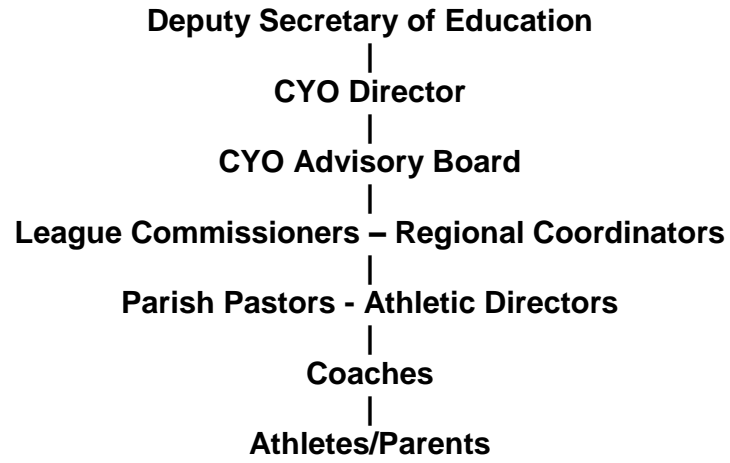 Deputy Secretary of Education
|
CYO Director
|
CYO Advisory Board
|
League Commissioners – Regional Coordinators
|
Parish Pastors - Athletic Directors
|
Coaches
|
Athletes/Parents